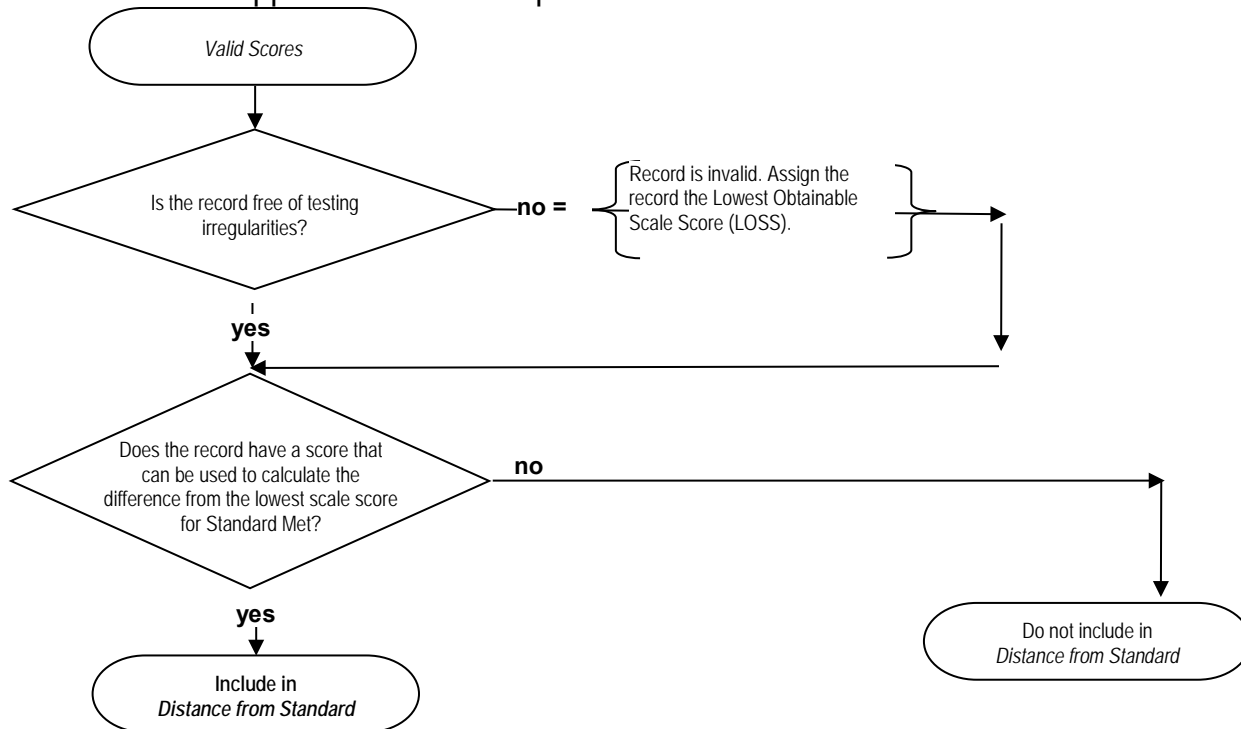 Valid Scores
Is the record free of testing
irregularities?
no =
Record is invalid. Assign the
record the Lowest Obtainable
Scale Score (LOSS).
yes
Does the record have a score that
can be used to calculate the
difference from the lowest scale score
for Standard Met?
no
yes
Do not include in
Distance from Standard
Include in
Distance from Standard